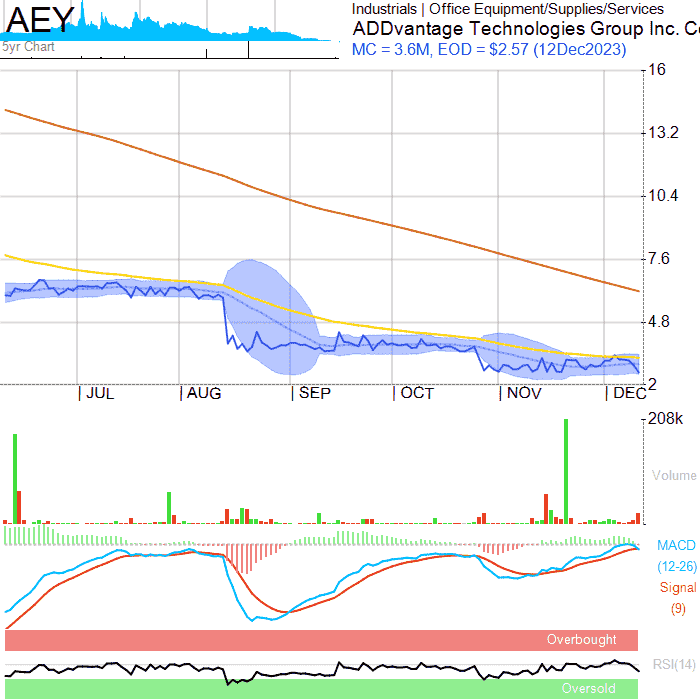 AEY
5yr Chart
Industrials | Office Equipment/Supplies/Services
ADDvantage Technologies Group Inc. Co
MC = 3.6M, EOD = $2.57 (12Dec2023)
16
13.2
10.4
7.6
4.8
2
JUL
AUG
SEP
OCT
NOV
DEC
208k
Volume
MACD
(12-26)
Signal
(9)
Overbought
RSI(14)
Oversold